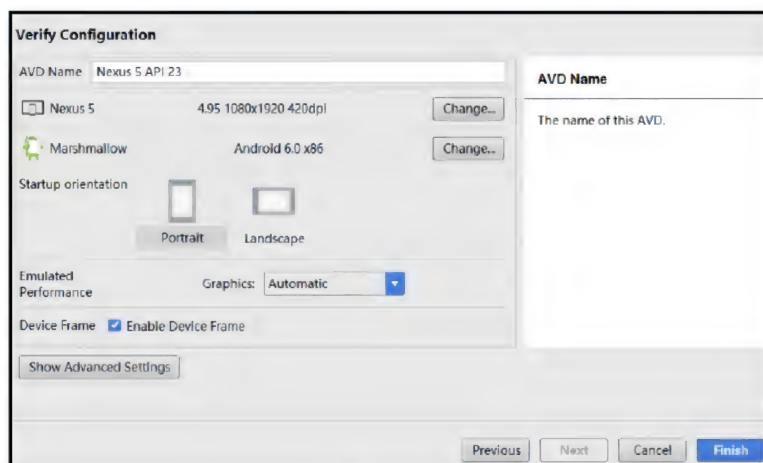 Verify Configuration
AVD Name Nexus 5 API 23
Nexus 5 4.95 1080x1920 420dpi Change...
Marshmallow Android 6.0 x86 Change...
Startup orientation
Portrait Landscape
Emulated Performance Graphics: Automatic
Device Frame Enable Device Frame
Show Advanced Settings
AVD Name
The name of this AVD.
Previous Next Cancel Finish